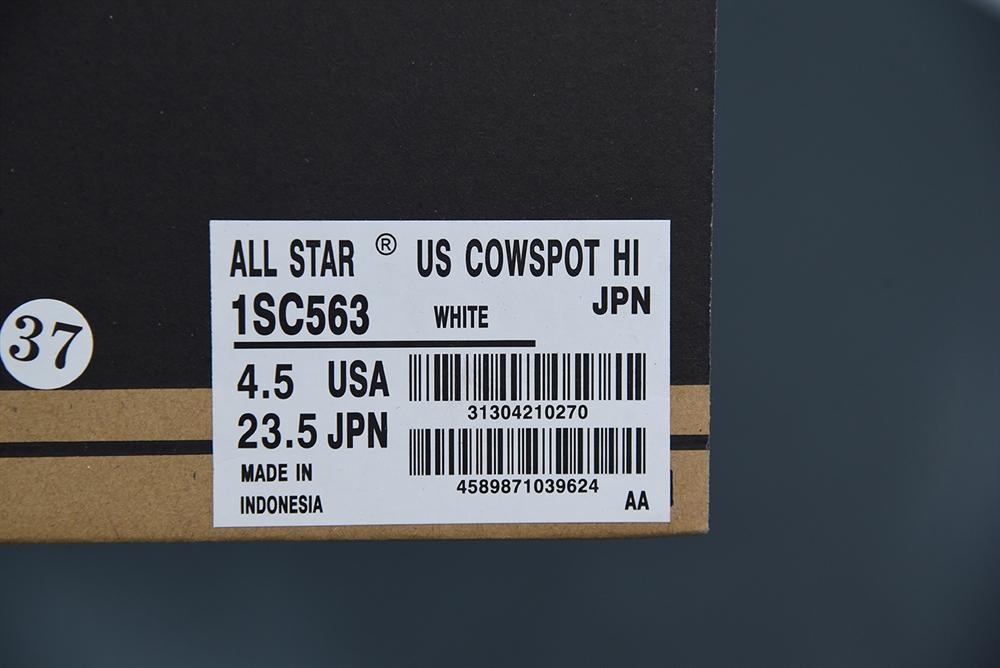 ALL STAR ® US COWSPOT HI
1SC563 WHITE JPN
37
4.5 USA
31304210270
23.5 JPN
4589871039624
MADE IN
INDONESIA
AA